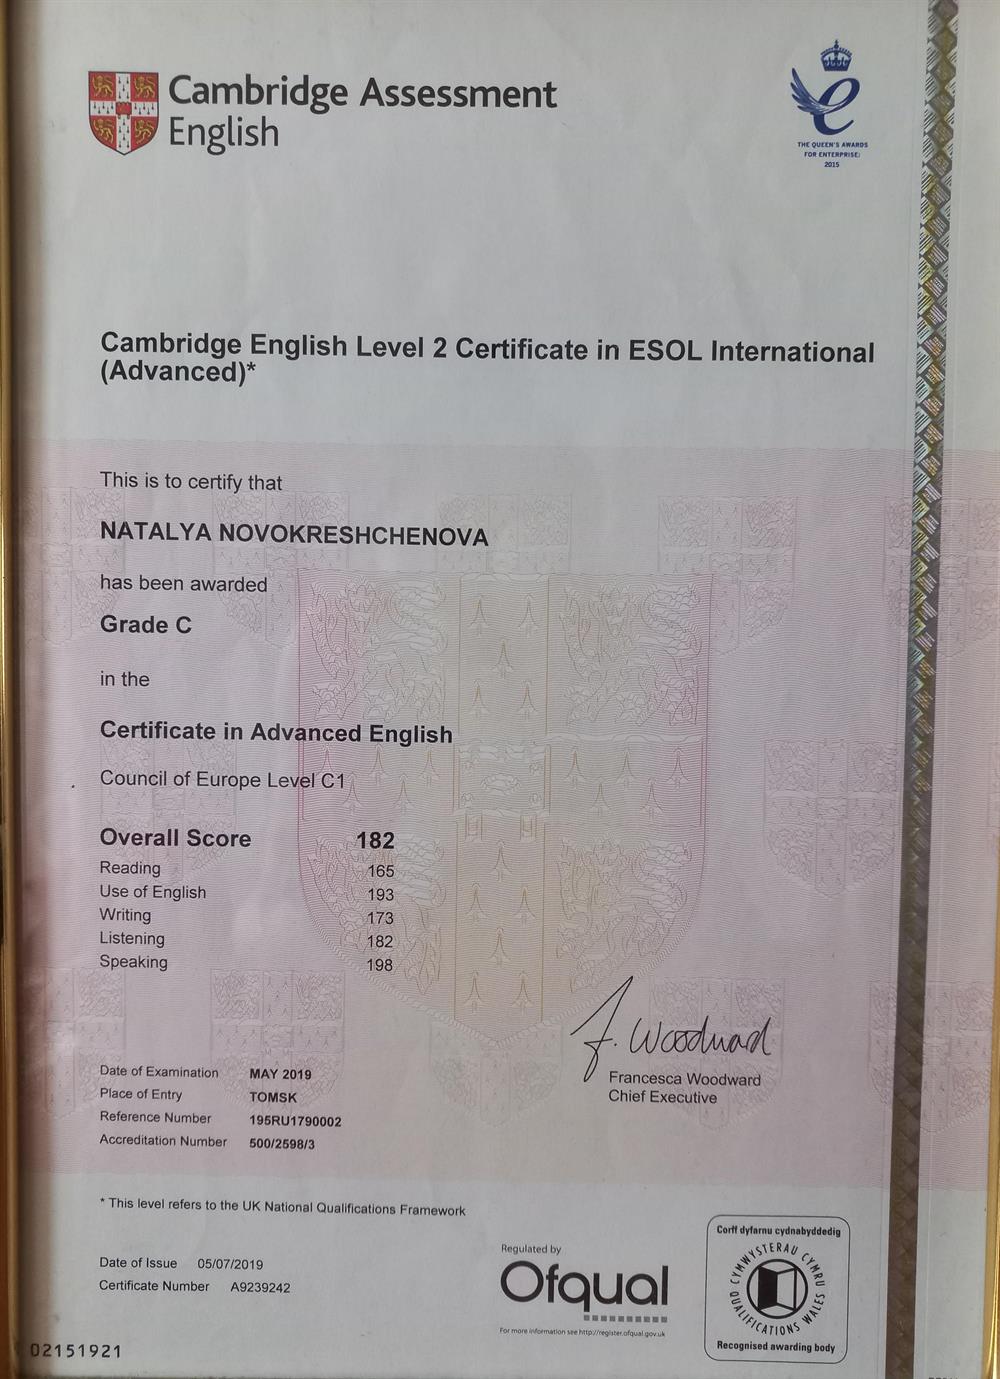 Cambridge Assessment
English
THE QUEEN'S AWARDS
FOR ENTERPRISE:
2015
Cambridge English Level 2 Certificate in ESOL International
(Advanced)*
This is to certify that
NATALYA NOVOKRESHCHENOVA
has been awarded
Grade C
in the
Certificate in Advanced English
Council of Europe Level C1
Overall Score 182
Reading 165
Use of English 193
Writing 173
Listening 182
Speaking 198
F. Woodward
Francesca Woodward
Chief Executive
Date of Examination MAY 2019
Place of Entry TOMSK
Reference Number 195RU1790002
Accreditation Number 500/2598/3
* This level refers to the UK National Qualifications Framework
Date of Issue 05/07/2019
Certificate Number A9239242
Regulated by
Ofqual
For more information see http://register.ofqual.gov.uk
Corff dyfarnu cydnabyddedig
CYMWYSTERAU CYMRU
QUALIFICATIONS WALES
Recognised awarding body
02151921